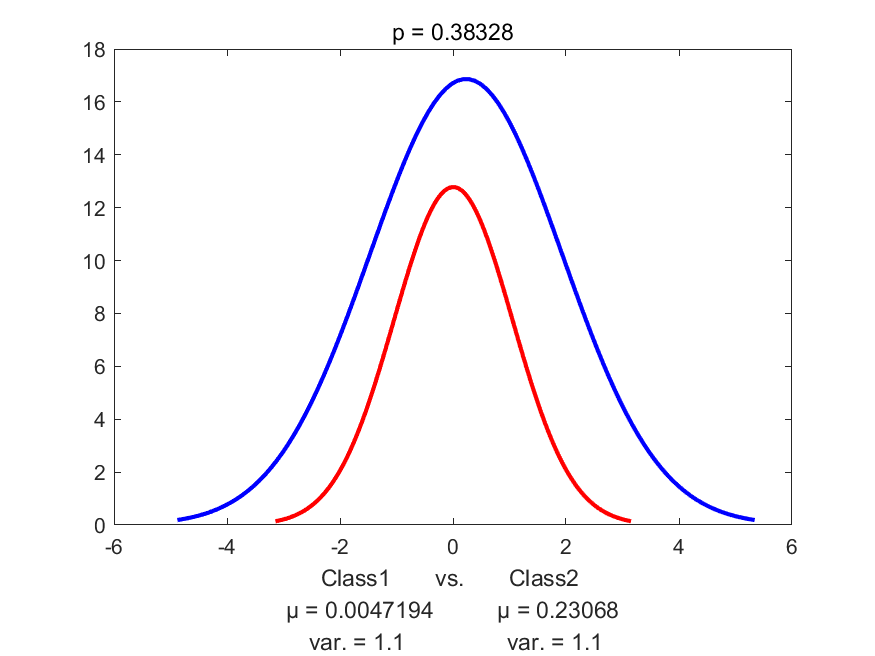 p = 0.38328
18
16
14
12
10
8
6
4
2
0
-6 -4 -2 0 2 4 6
Class1 vs. Class2
μ = 0.0047194 μ = 0.23068
var. = 1.1 var. = 1.1